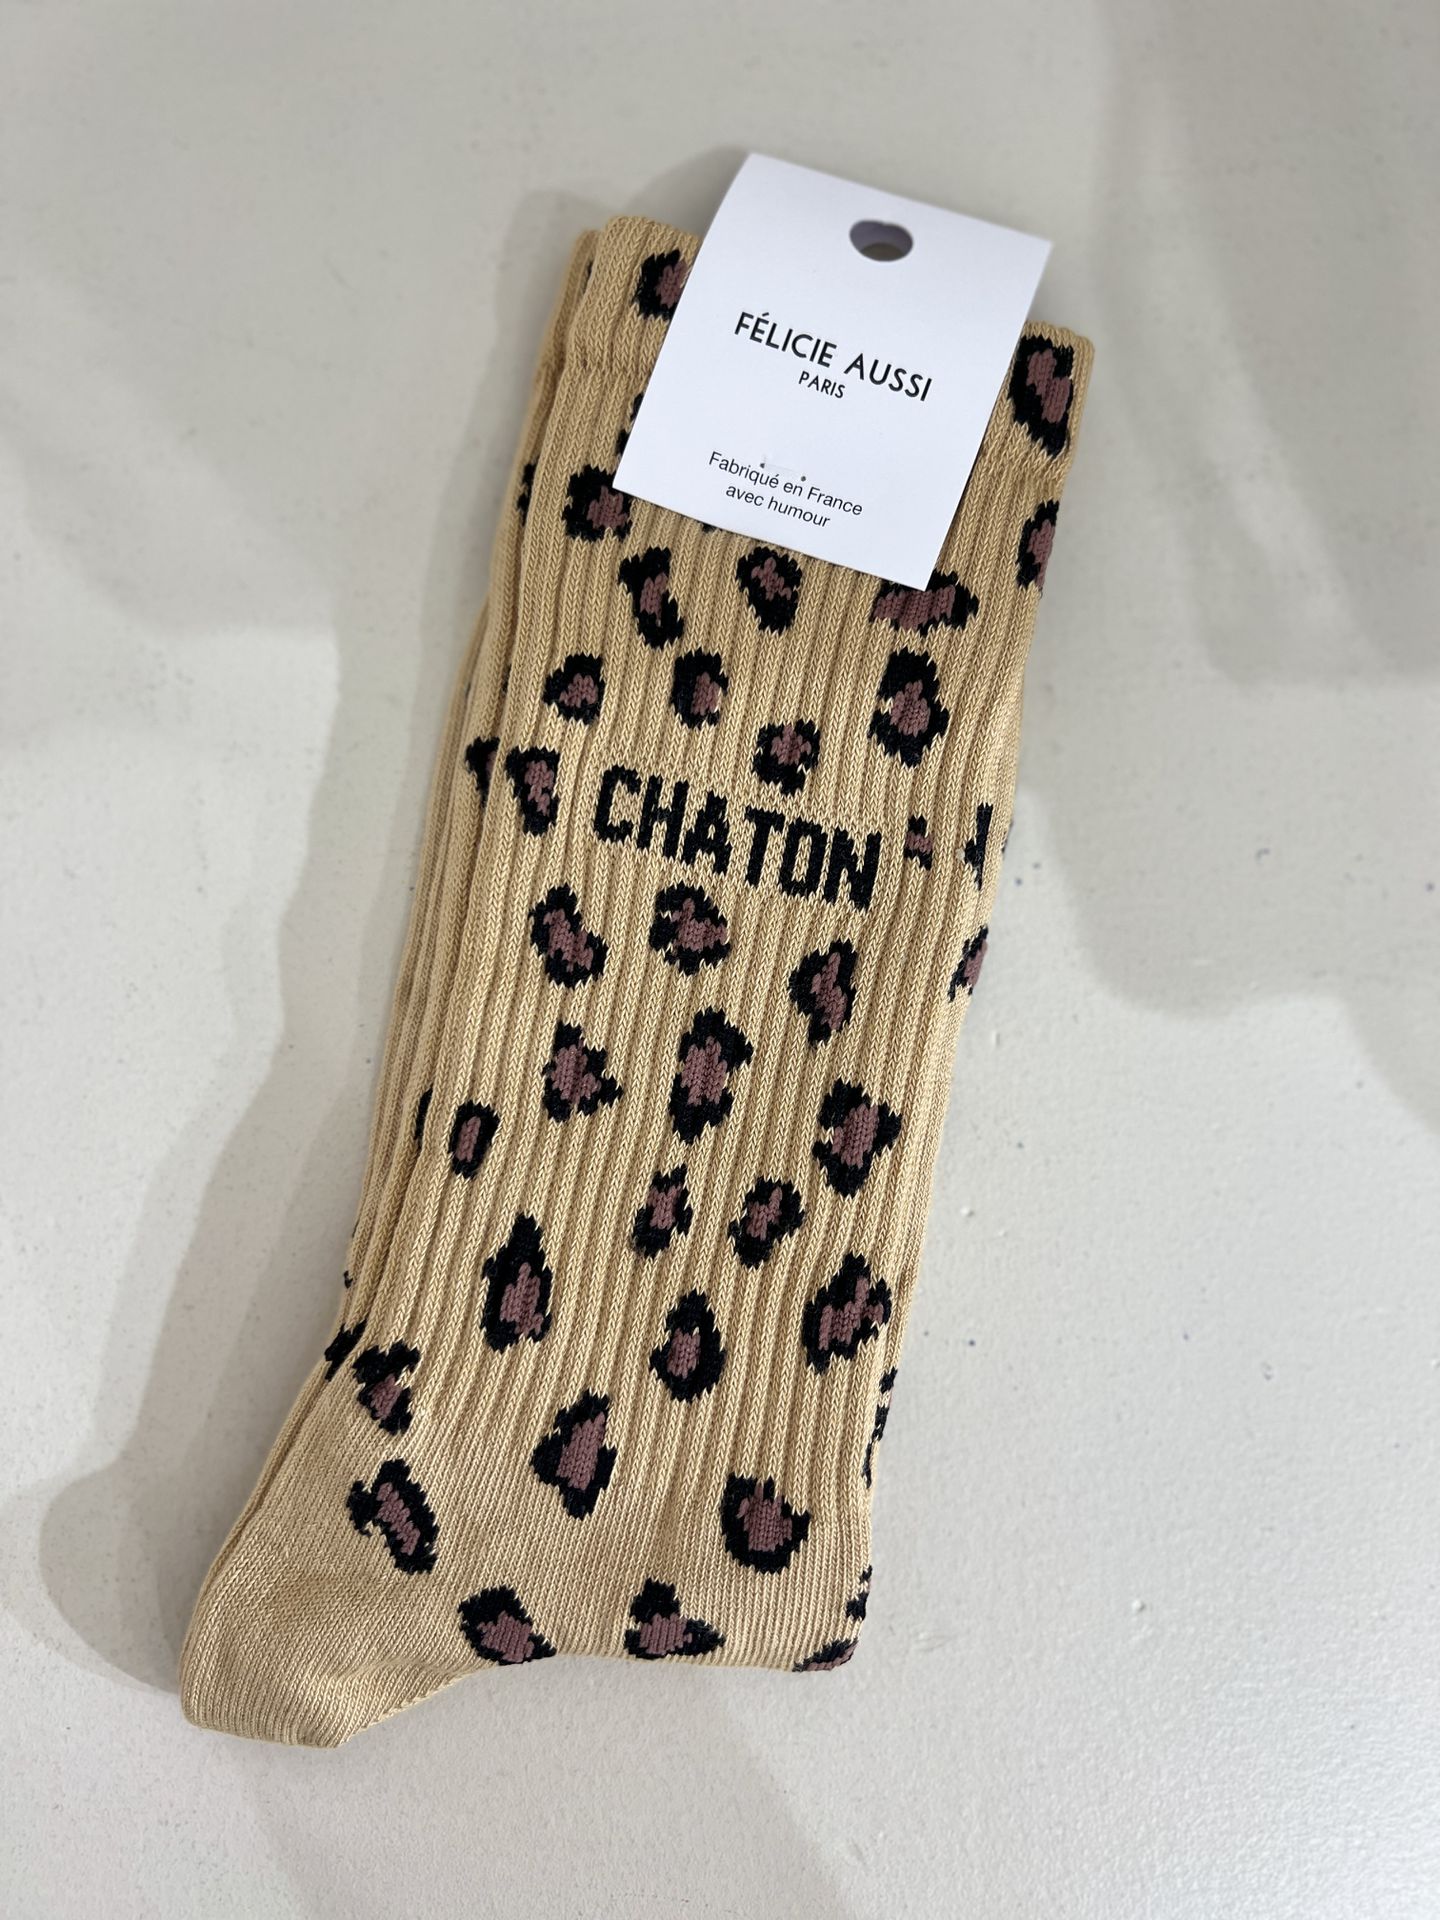 FÉLICIE AUSSI
PARIS
Fabriqué en France
avec humour
CHATON